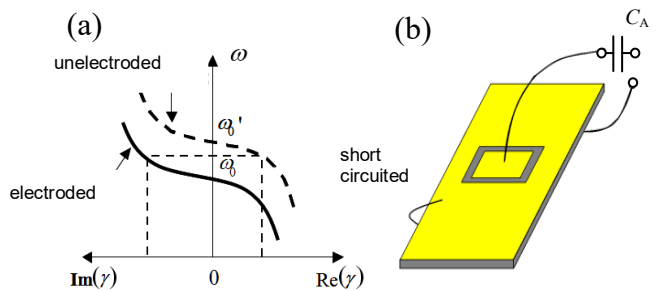 (a)
unelectroded
ω
ω₀'
ω₀
electroded
Im(γ)
0
Re(γ)
(b)
C_A
short
circuited